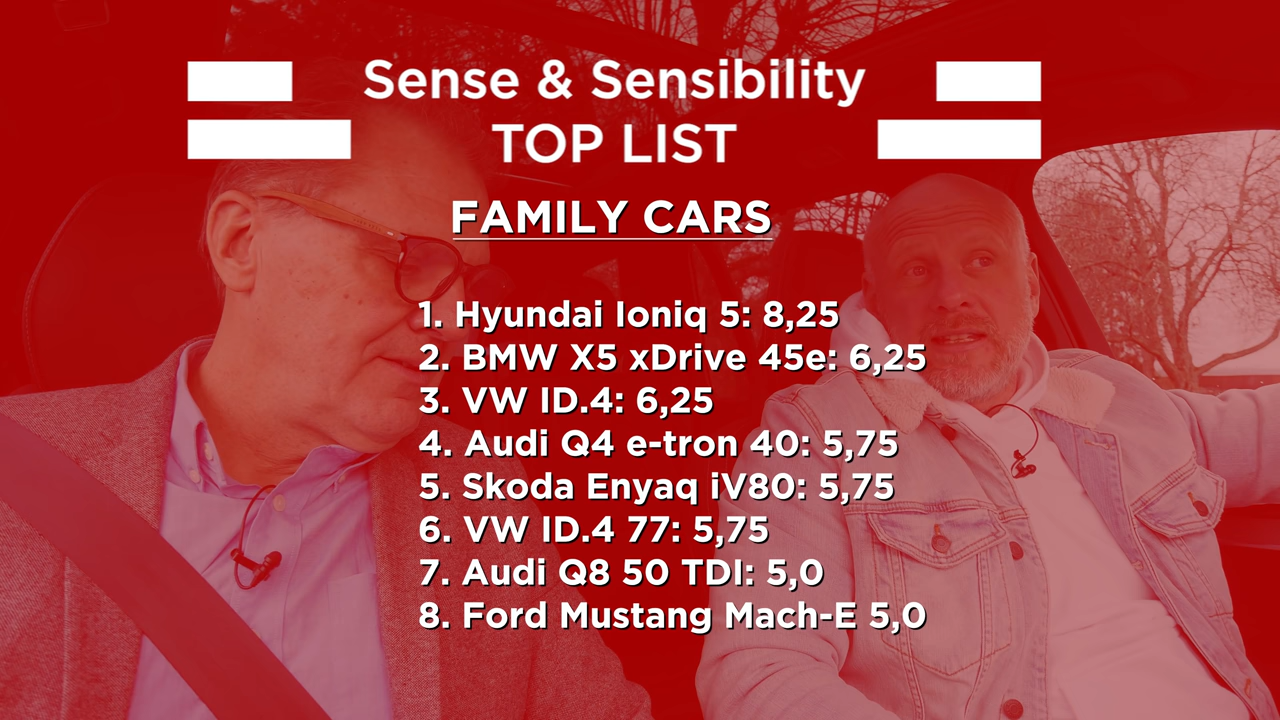 Sense & Sensibility
TOP LIST
FAMILY CARS
1. Hyundai Ioniq 5: 8,25
2. BMW X5 xDrive 45e: 6,25
3. VW ID.4: 6,25
4. Audi Q4 e-tron 40: 5,75
5. Skoda Enyaq iV80: 5,75
6. VW ID.4 77: 5,75
7. Audi Q8 50 TDI: 5,0
8. Ford Mustang Mach-E 5,0